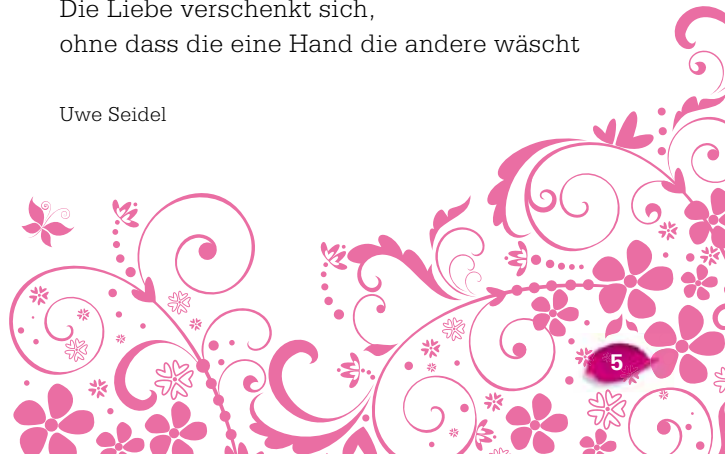 Die Liebe verschenkt sich,
ohne dass die eine Hand die andere wäscht
Uwe Seidel
5